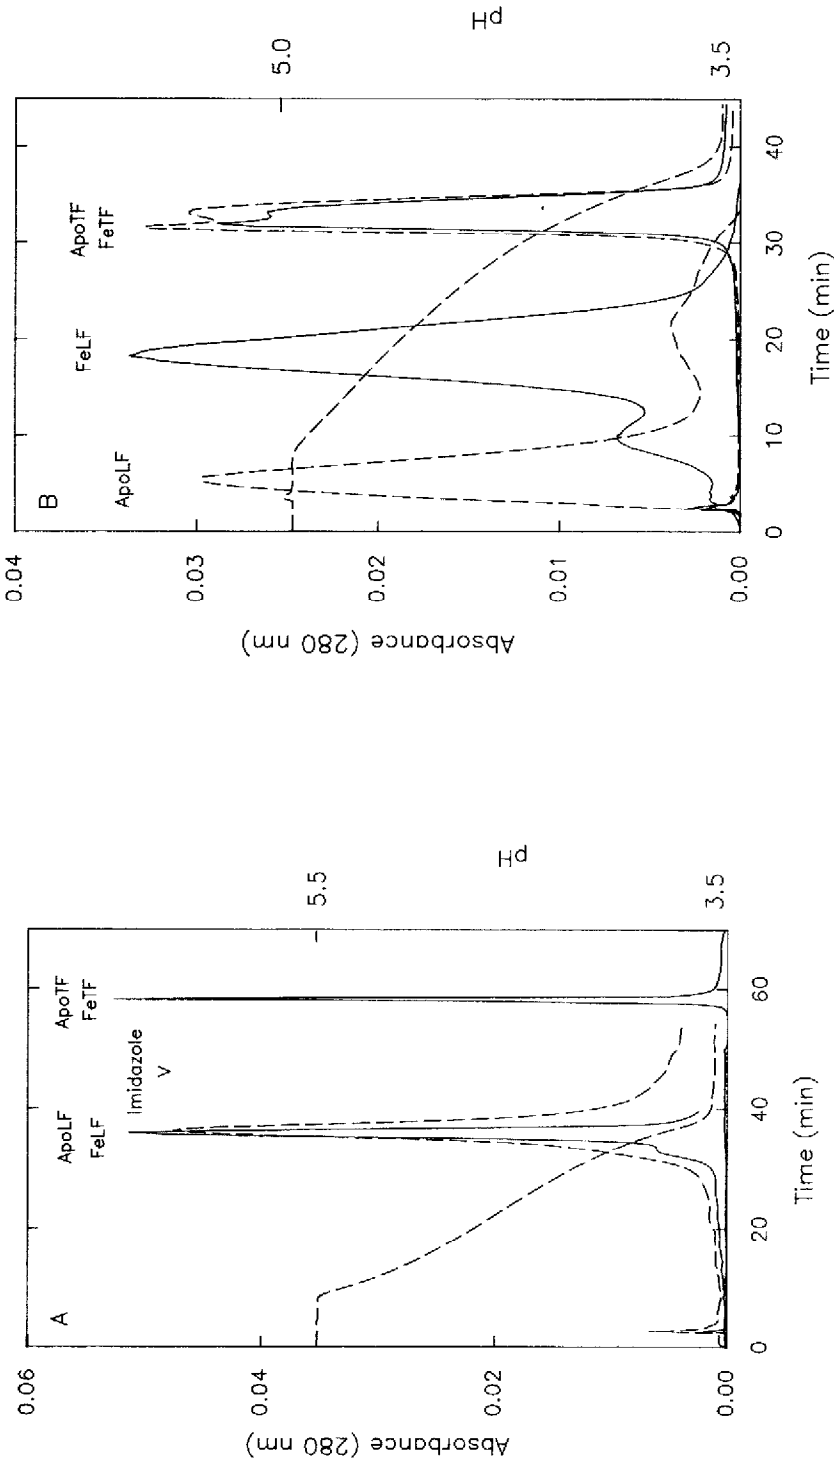 A
0.06
0.04
0.02
0.00
Absorbance (280 nm)
ApoLF
FeLF
Imidazole
V
ApoTF
FeTF
5.5
3.5
pH
0
20
40
60
Time (min)
B
0.04
0.03
0.02
0.01
0.00
Absorbance (280 nm)
ApoLF
FeLF
ApoTF
FeTF
5.0
3.5
pH
0
10
20
30
40
Time (min)